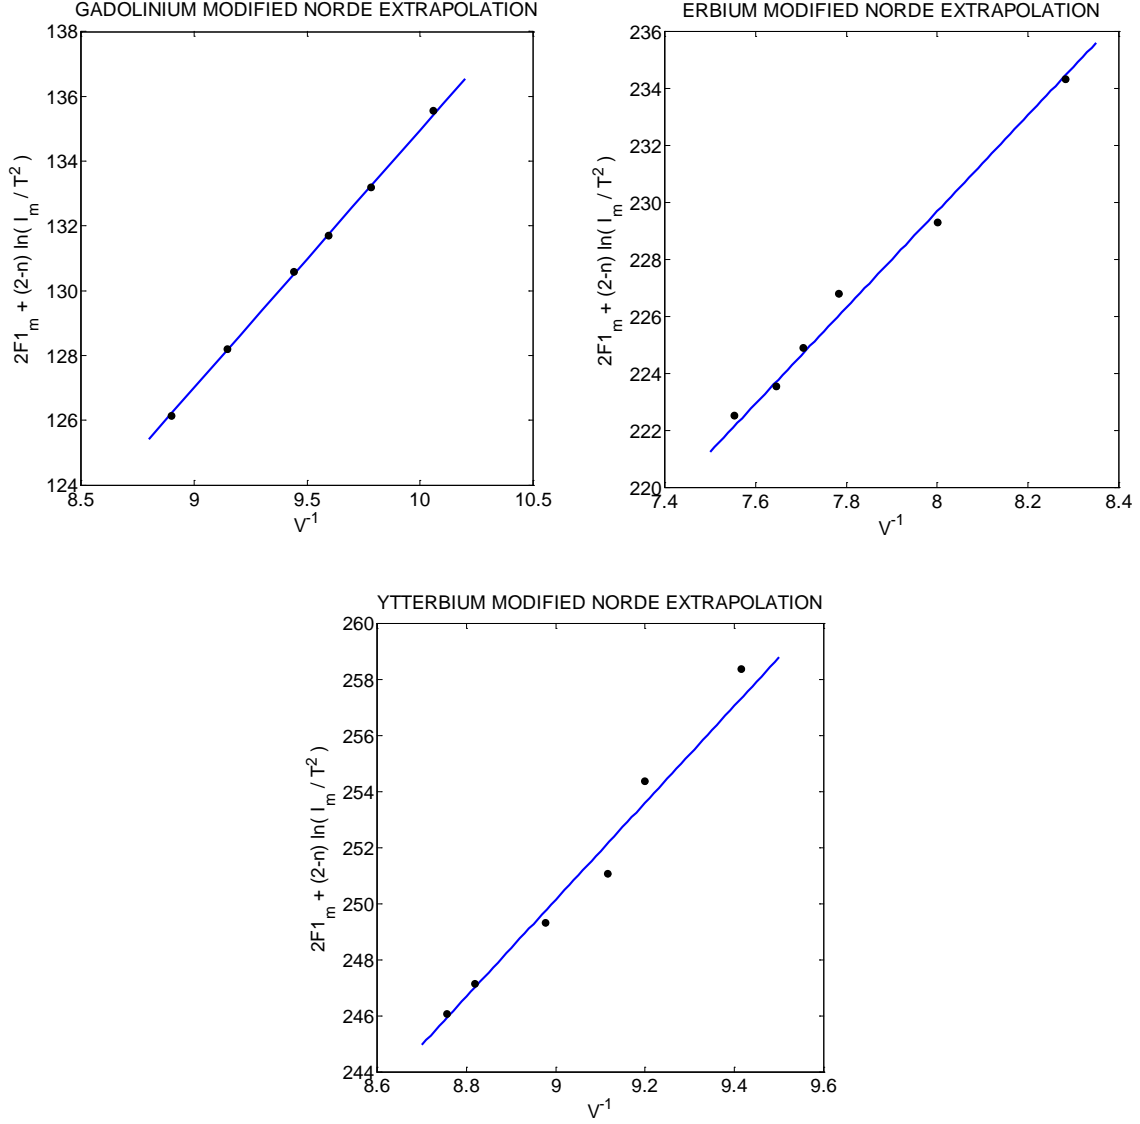 GADOLINIUM MODIFIED NORDE EXTRAPOLATION
138
136
134
132
130
128
126
124
8.5 9 9.5 10 10.5
V-1
2F1m + (2-n) ln( Im / T2 )
ERBIUM MODIFIED NORDE EXTRAPOLATION
236
234
232
230
228
226
224
222
220
7.4 7.6 7.8 8 8.2 8.4
V-1
2F1m + (2-n) ln( Im / T2 )
YTTERBIUM MODIFIED NORDE EXTRAPOLATION
260
258
256
254
252
250
248
246
244
8.6 8.8 9 9.2 9.4 9.6
V-1
2F1m + (2-n) ln( Im / T2 )